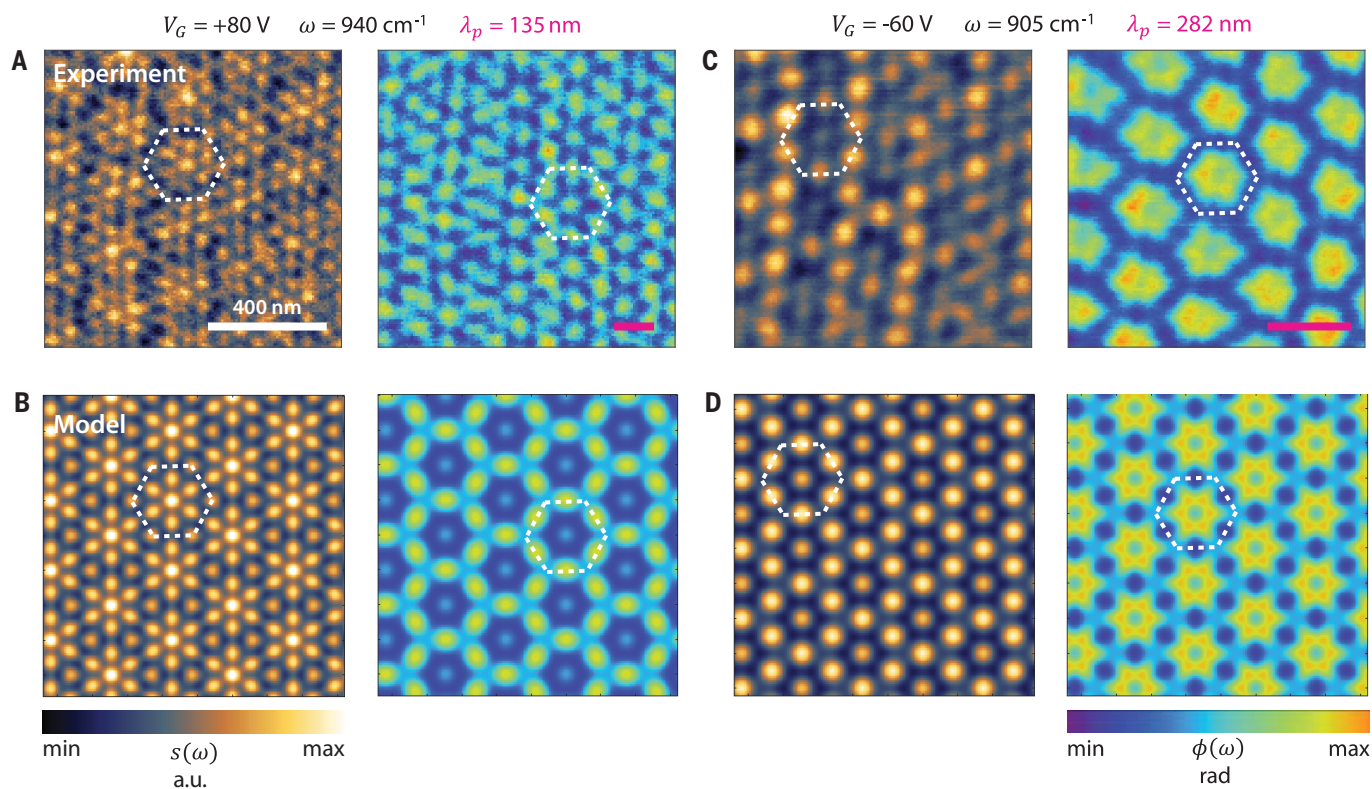 V_G = +80 V ω = 940 cm⁻¹ λ_p = 135 nm
V_G = -60 V ω = 905 cm⁻¹ λ_p = 282 nm
A
Experiment
400 nm
C
B
Model
D
min s(ω) max
a.u.
min ϕ(ω) max
rad